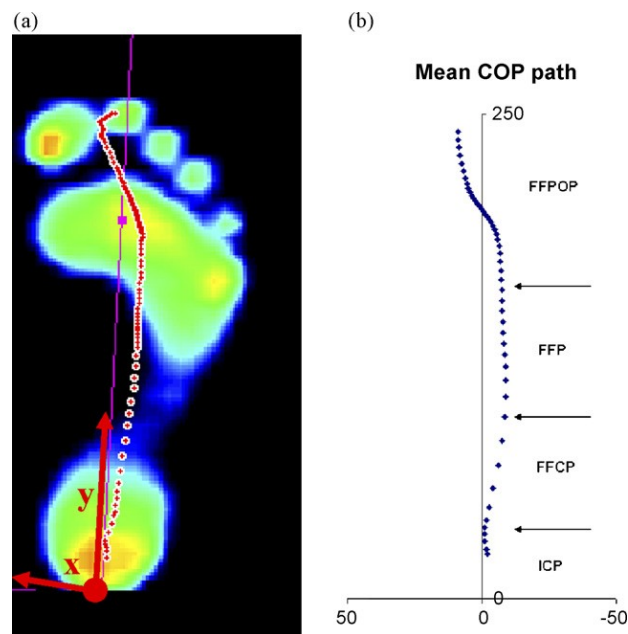 (a)
y
x
(b)
Mean COP path
250
FFPOP
FFP
FFCP
ICP
0
50 0 -50